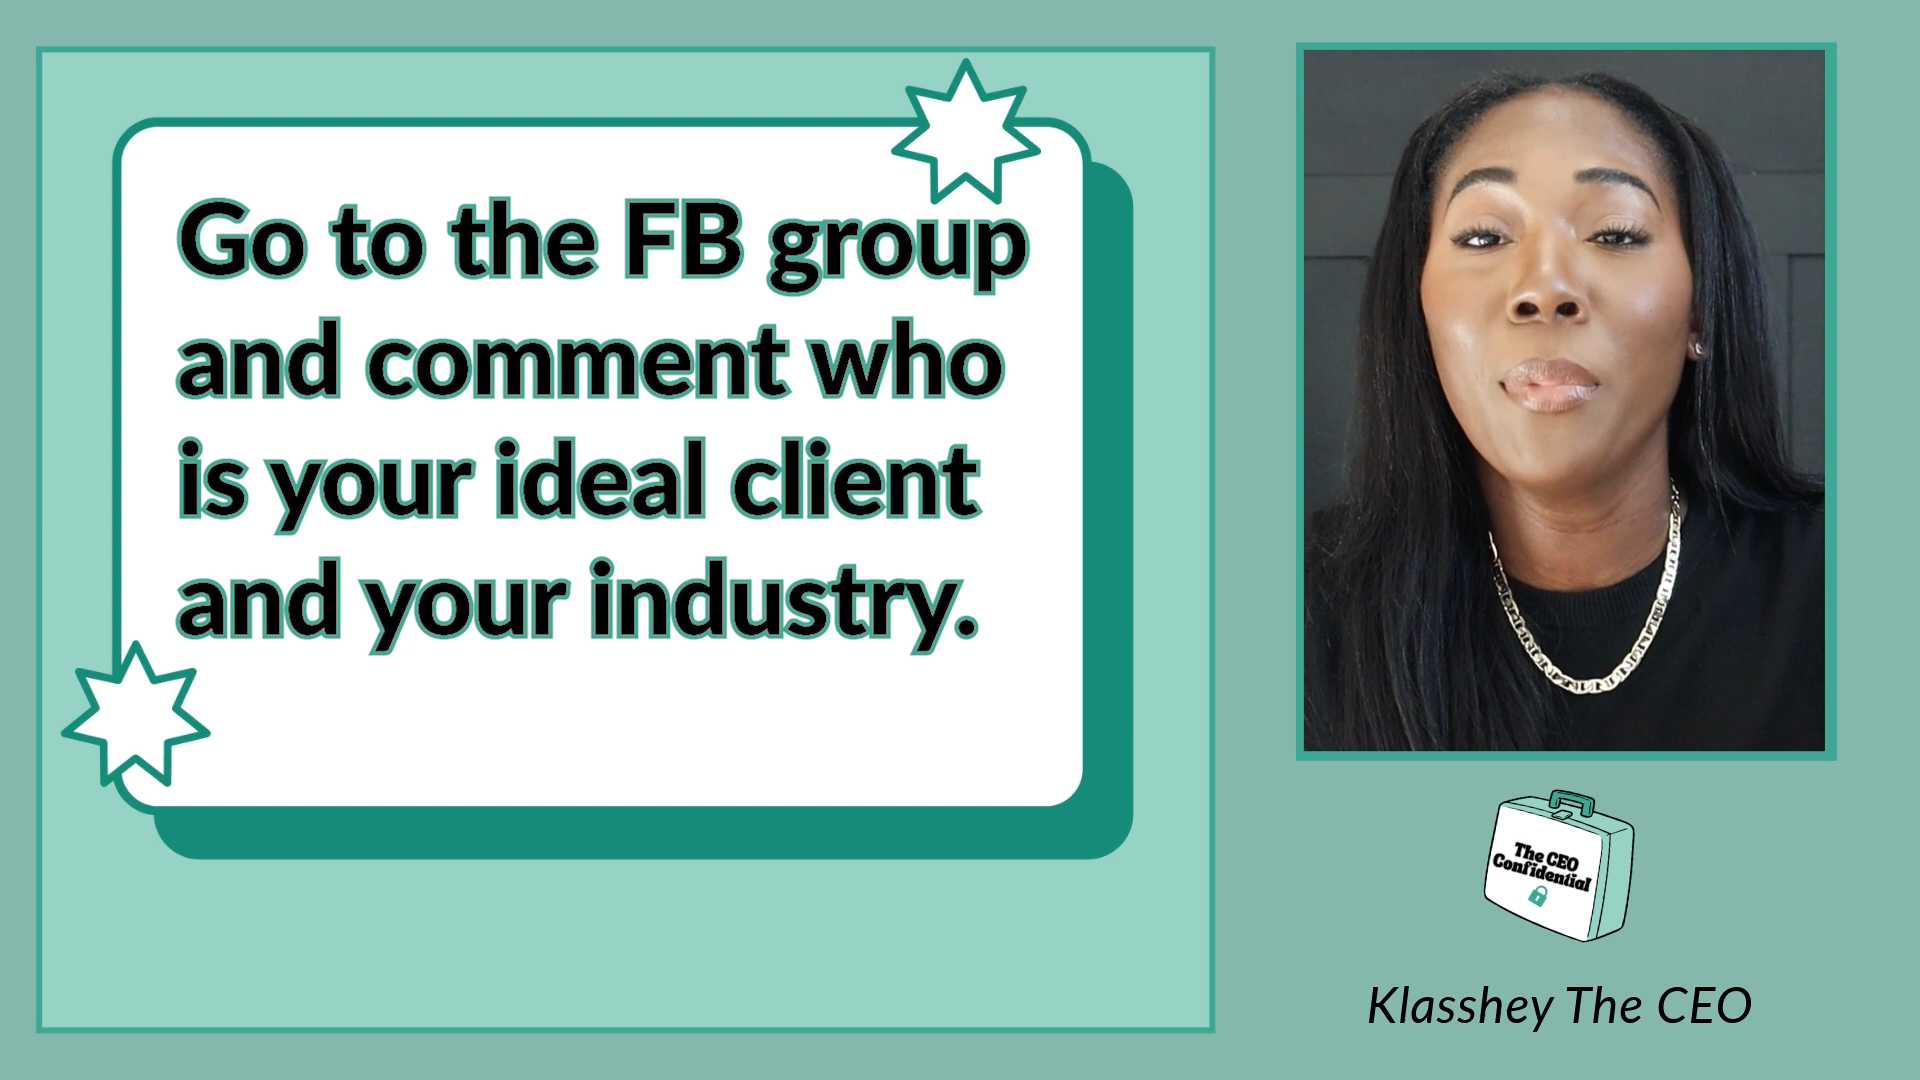 Go to the FB group
and comment who
is your ideal client
and your industry.
The CEO
Confidential
Klasshey The CEO